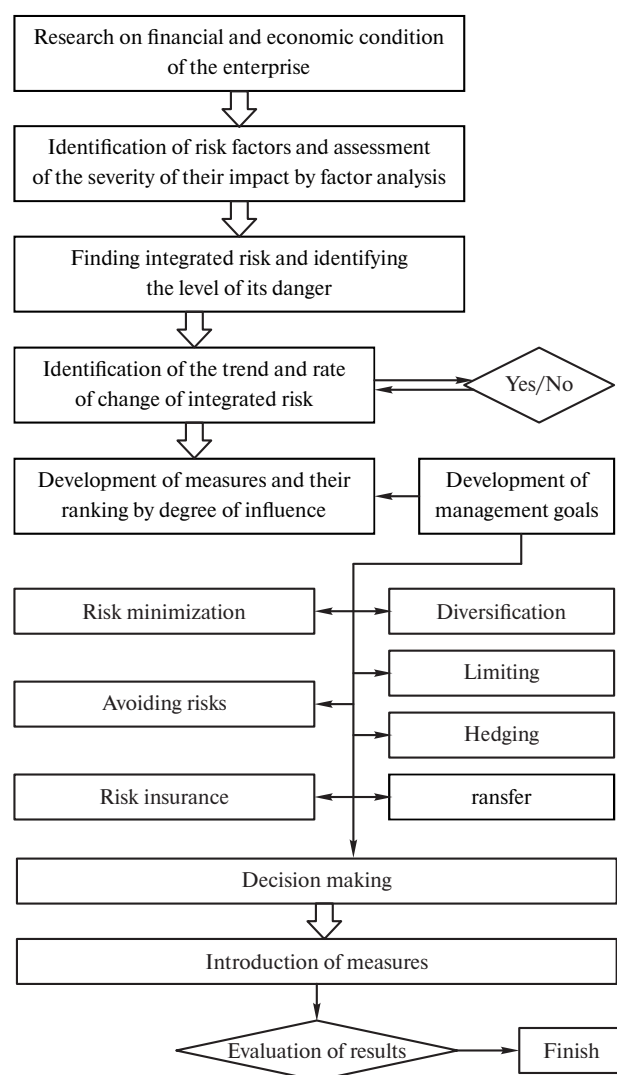 Research on financial and economic condition
of the enterprise
Identification of risk factors and assessment
of the severity of their impact by factor analysis
Finding integrated risk and identifying
the level of its danger
Identification of the trend and rate
of change of integrated risk
Yes/No
Development of measures and their
ranking by degree of influence
Development of
management goals
Risk minimization
Diversification
Limiting
Avoiding risks
Hedging
Risk insurance
ransfer
Decision making
Introduction of measures
Evaluation of results
Finish